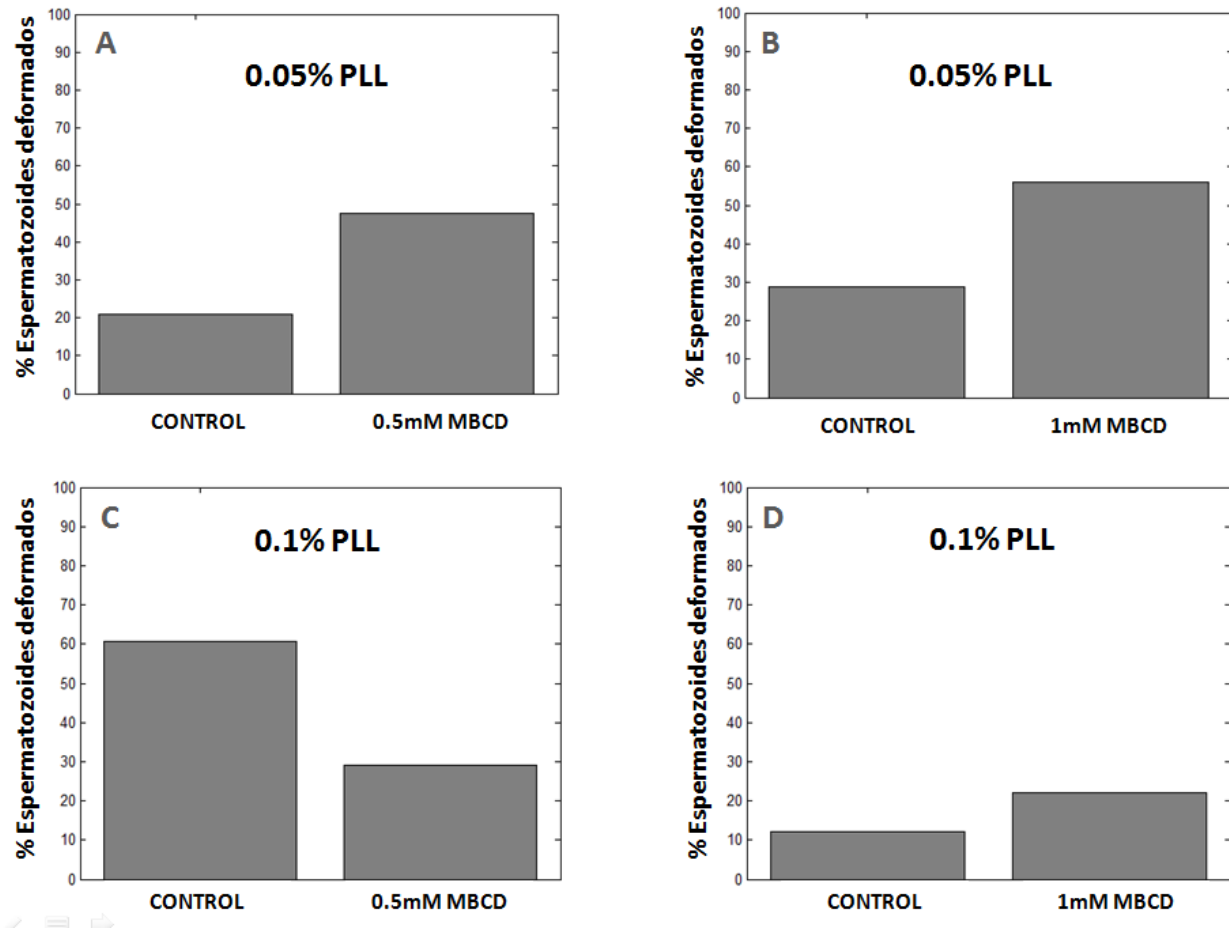 A
0.05% PLL
% Espermatozoides deformados
100
90
80
70
60
50
40
30
20
10
0
CONTROL
0.5mM MBCD
B
0.05% PLL
% Espermatozoides deformados
100
90
80
70
60
50
40
30
20
10
0
CONTROL
1mM MBCD
C
0.1% PLL
% Espermatozoides deformados
100
90
80
70
60
50
40
30
20
10
0
CONTROL
0.5mM MBCD
D
0.1% PLL
% Espermatozoides deformados
100
90
80
70
60
50
40
30
20
10
0
CONTROL
1mM MBCD